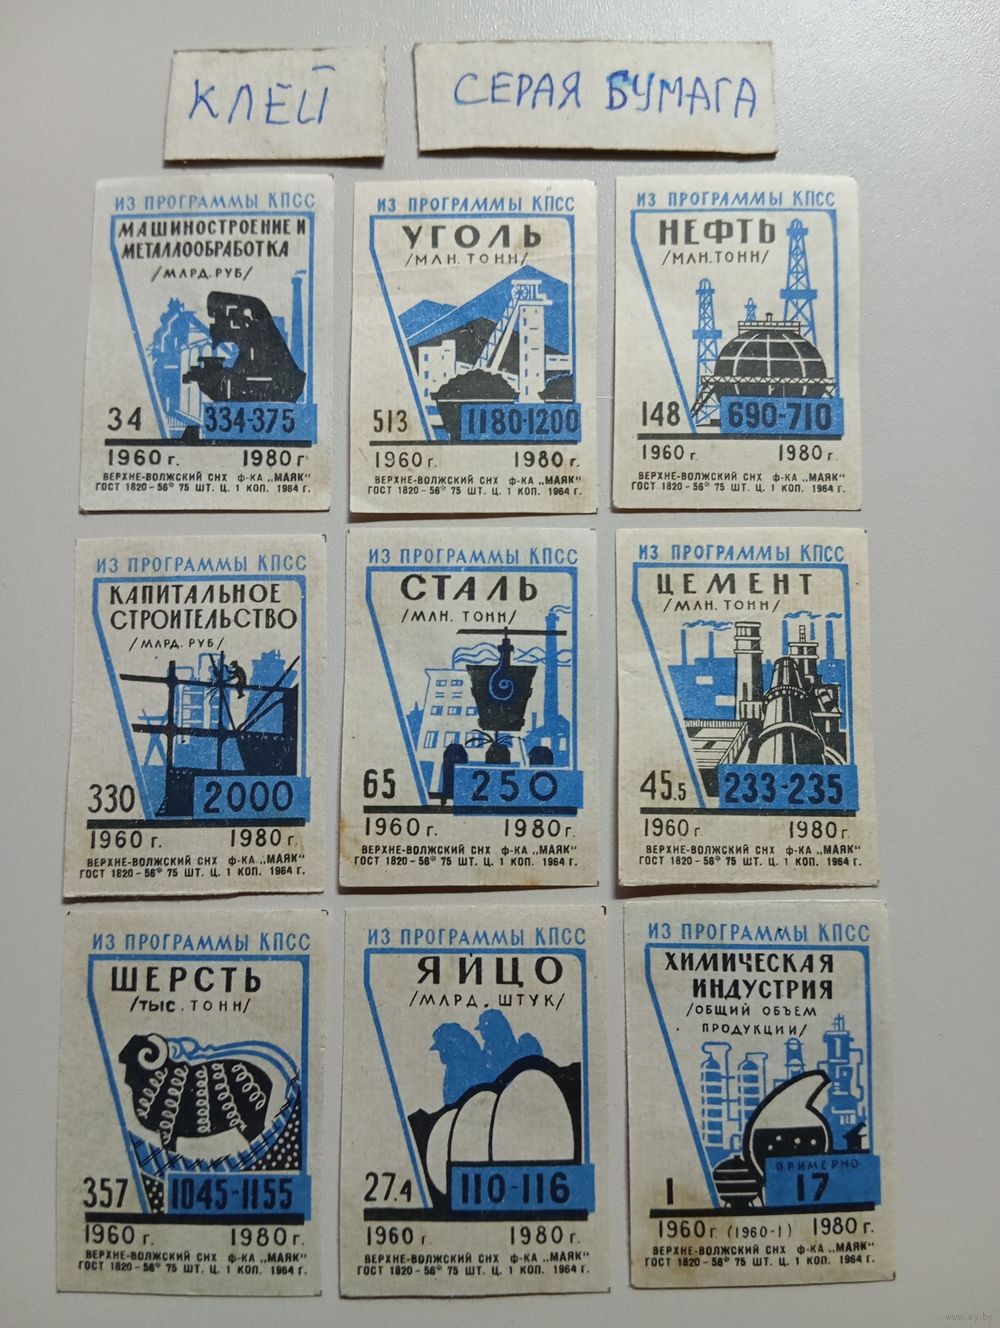 КЛЕЙ
СЕРАЯ БУМАГА
ИЗ ПРОГРАММЫ КПСС
МАШИНОСТРОЕНИЕ И
МЕТАЛЛООБРАБОТКА
/МЛРД. РУБ/
34 334-375
1960 г. 1980 г
ВЕРХНЕ-ВОЛЖСКИЙ СНХ Ф-КА „МАЯК“
ГОСТ 1820-56* 75 ШТ. Ц. 1 КОП. 1964 Г.
ИЗ ПРОГРАММЫ КПСС
УГОЛЬ
/МЛН. ТОНН/
513 1180-1200
1960 г. 1980 г.
ВЕРХНЕ-ВОЛЖСКИЙ СНХ Ф-КА „МАЯК“
ГОСТ 1820-56* 75 ШТ. Ц. 1 КОП. 1964 Г.
ИЗ ПРОГРАММЫ КПСС
НЕФТЬ
/МЛН. ТОНН/
148 690-710
1960 г. 1980 г.
ВЕРХНЕ-ВОЛЖСКИЙ СНХ Ф-КА „МАЯК“
ГОСТ 1820-56* 75 ШТ. Ц. 1 КОП. 1964 Г.
ИЗ ПРОГРАММЫ КПСС
КАПИТАЛЬНОЕ
СТРОИТЕЛЬСТВО
/МЛРД. РУБ/
330 2000
1960 г. 1980 г.
ВЕРХНЕ-ВОЛЖСКИЙ СНХ Ф-КА „МАЯК“
ГОСТ 1820-56* 75 ШТ. Ц. 1 КОП. 1964 Г.
ИЗ ПРОГРАММЫ КПСС
СТАЛЬ
/МЛН. ТОНН/
65 250
1960 г. 1980 г.
ВЕРХНЕ-ВОЛЖСКИЙ СНХ Ф-КА „МАЯК“
ГОСТ 1820-56* 75 ШТ. Ц. 1 КОП. 1964 Г.
ИЗ ПРОГРАММЫ КПСС
ЦЕМЕНТ
/МЛН. ТОНН/
45.5 233-235
1960 г. 1980 г.
ВЕРХНЕ-ВОЛЖСКИЙ СНХ Ф-КА „МАЯК“
ГОСТ 1820-56* 75 ШТ. Ц. 1 КОП. 1964 Г.
ИЗ ПРОГРАММЫ КПСС
ШЕРСТЬ
/ТЫС. ТОНН/
357 1045-1155
1960 г. 1980 г.
ВЕРХНЕ-ВОЛЖСКИЙ СНХ Ф-КА „МАЯК“
ГОСТ 1820-56* 75 ШТ. Ц. 1 КОП. 1964 Г.
ИЗ ПРОГРАММЫ КПСС
ЯЙЦО
/МЛРД. ШТУК/
27.4 110-116
1960 г. 1980 г.
ВЕРХНЕ-ВОЛЖСКИЙ СНХ Ф-КА „МАЯК“
ГОСТ 1820-56* 75 ШТ. Ц. 1 КОП. 1964 Г.
ИЗ ПРОГРАММЫ КПСС
ХИМИЧЕСКАЯ
ИНДУСТРИЯ
/ОБЩИЙ ОБЪЕМ
ПРОДУКЦИИ/
ПРИМЕРНО
1 17
1960 г (1960-1) 1980 г.
ВЕРХНЕ-ВОЛЖСКИЙ СНХ Ф-КА „МАЯК“
ГОСТ 1820-56* 75 ШТ. Ц. 1 КОП. 1964 Г.
www.ay.by